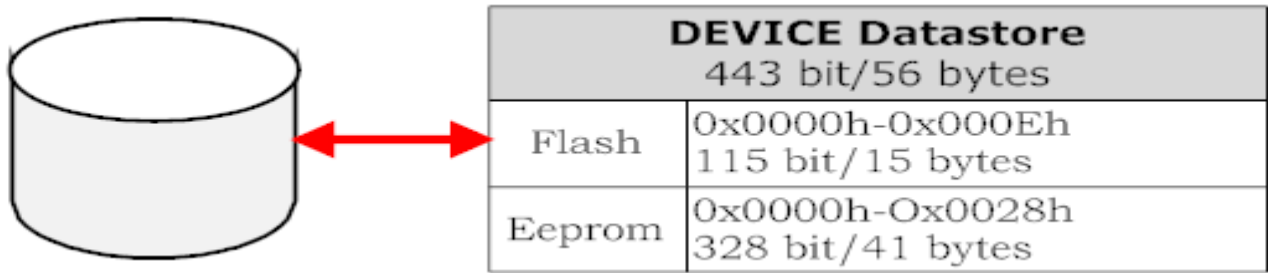 DEVICE Datastore
443 bit/56 bytes
Flash
0x0000h-0x000Eh
115 bit/15 bytes
Eeprom
0x0000h-Ox0028h
328 bit/41 bytes